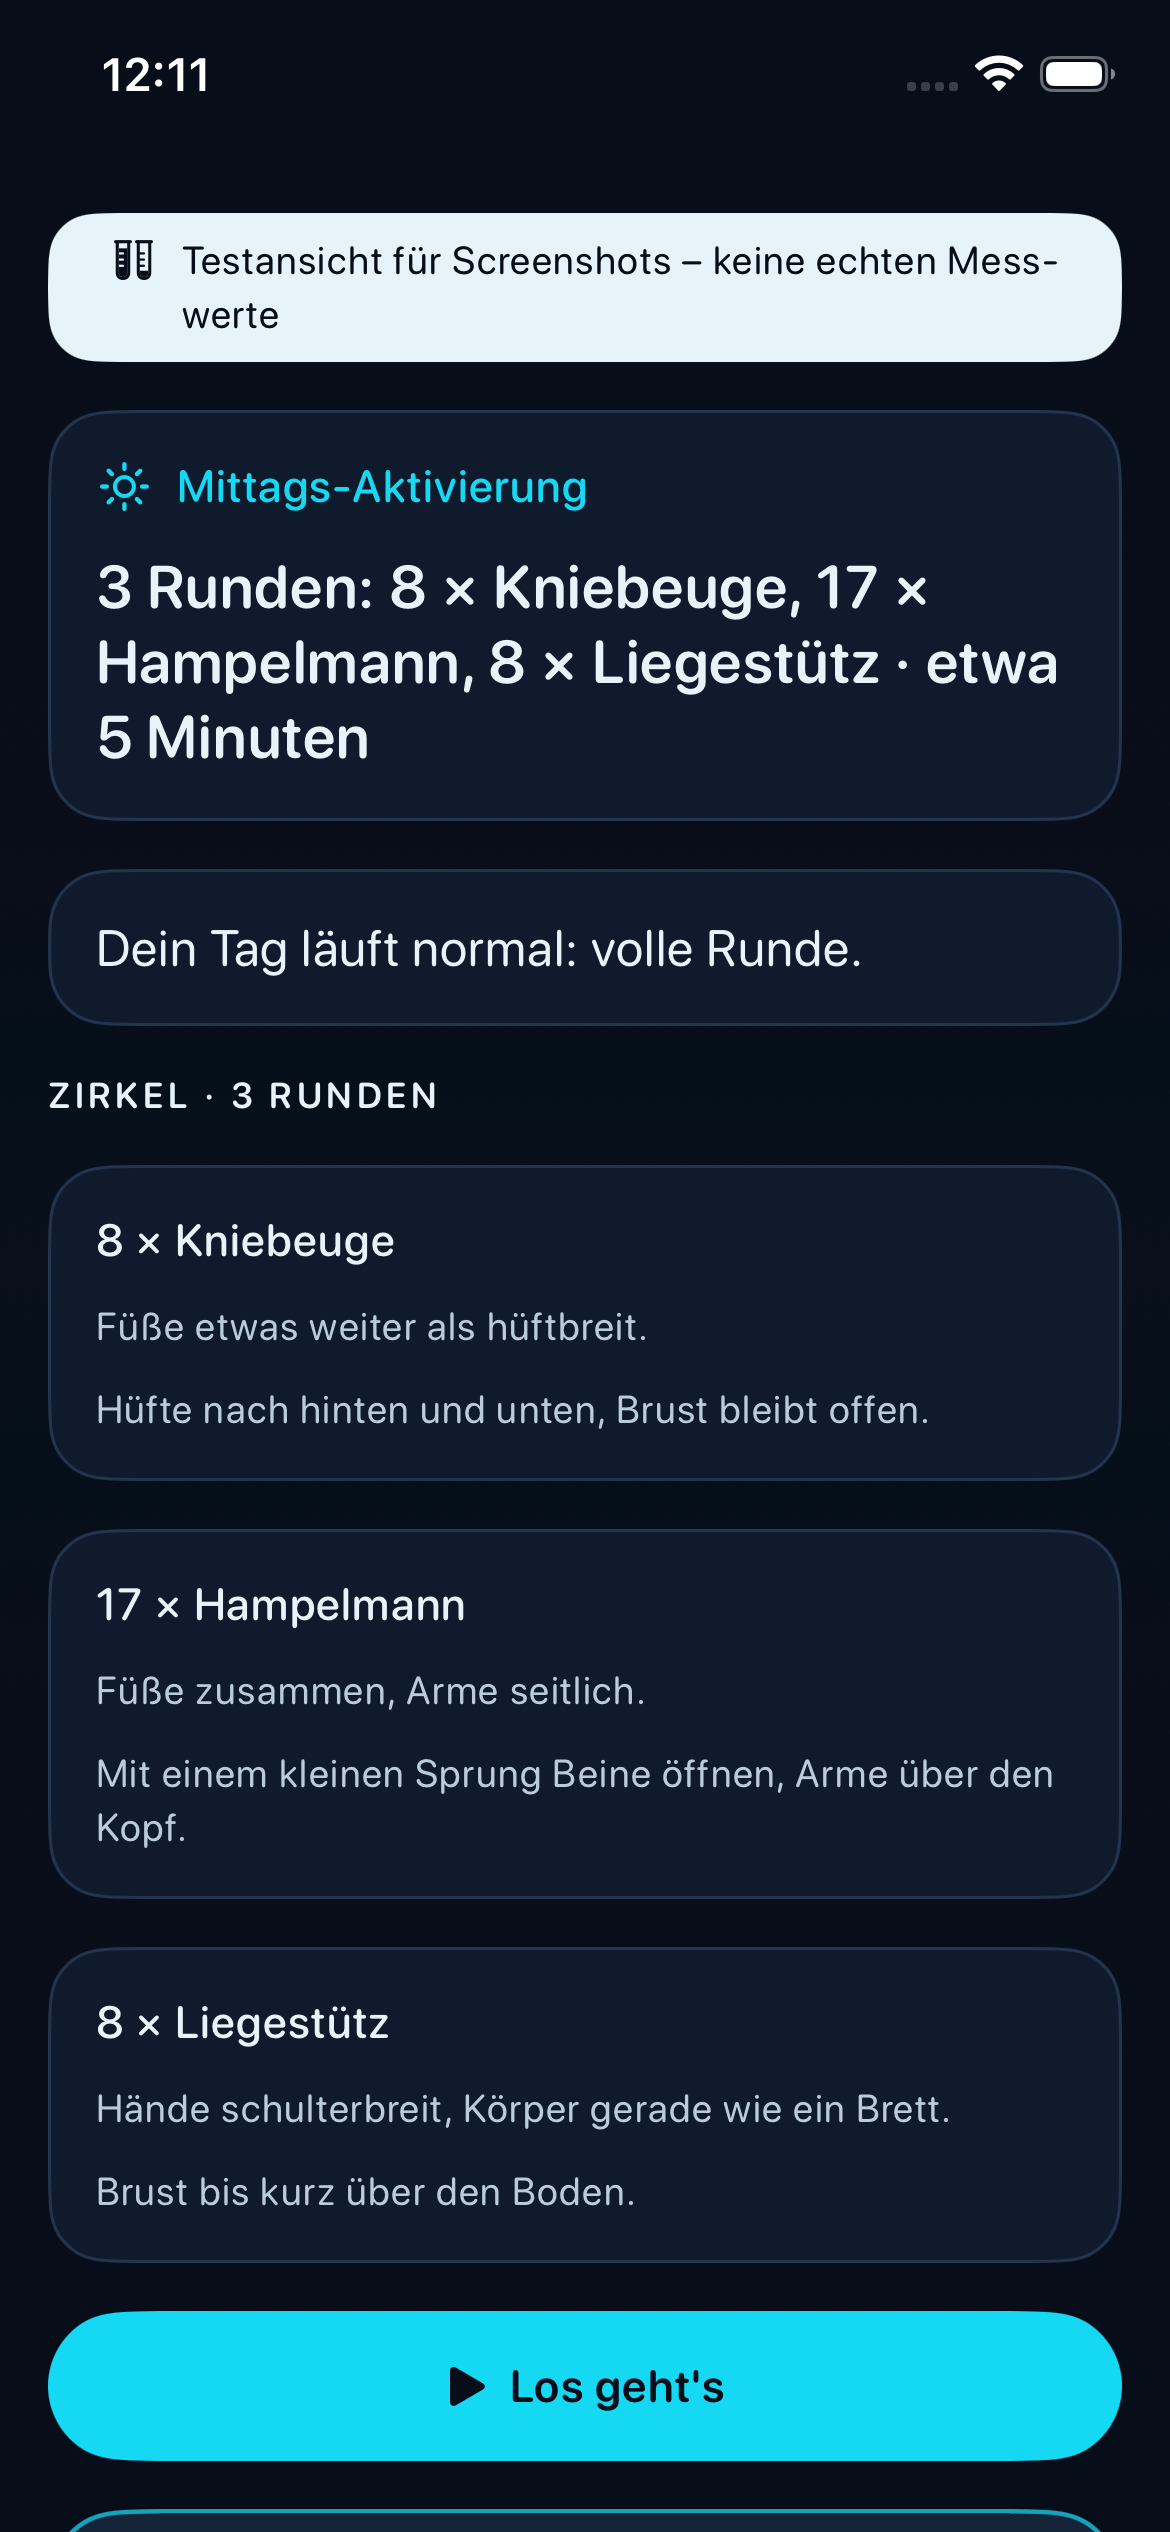 12:11
Testansicht für Screenshots – keine echten Mess-
werte
Mittags-Aktivierung
3 Runden: 8 × Kniebeuge, 17 ×
Hampelmann, 8 × Liegestütz · etwa
5 Minuten
Dein Tag läuft normal: volle Runde.
ZIRKEL · 3 RUNDEN
8 × Kniebeuge
Füße etwas weiter als hüftbreit.
Hüfte nach hinten und unten, Brust bleibt offen.
17 × Hampelmann
Füße zusammen, Arme seitlich.
Mit einem kleinen Sprung Beine öffnen, Arme über den
Kopf.
8 × Liegestütz
Hände schulterbreit, Körper gerade wie ein Brett.
Brust bis kurz über den Boden.
Los geht's